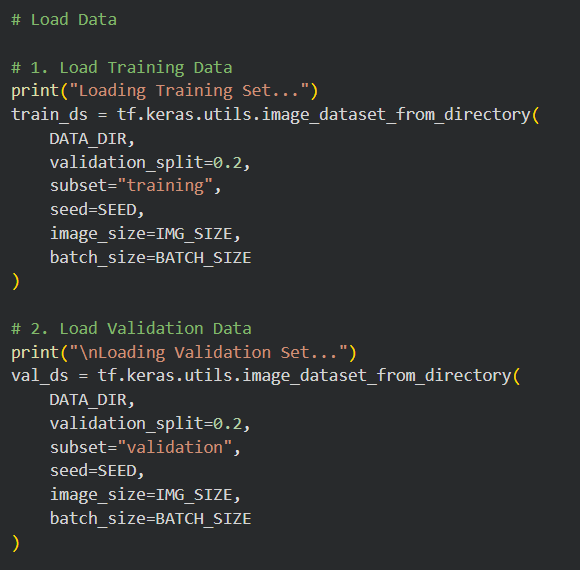 # Load Data

# 1. Load Training Data
print("Loading Training Set...")
train_ds = tf.keras.utils.image_dataset_from_directory(
    DATA_DIR,
    validation_split=0.2,
    subset="training",
    seed=SEED,
    image_size=IMG_SIZE,
    batch_size=BATCH_SIZE
)

# 2. Load Validation Data
print("\nLoading Validation Set...")
val_ds = tf.keras.utils.image_dataset_from_directory(
    DATA_DIR,
    validation_split=0.2,
    subset="validation",
    seed=SEED,
    image_size=IMG_SIZE,
    batch_size=BATCH_SIZE
)